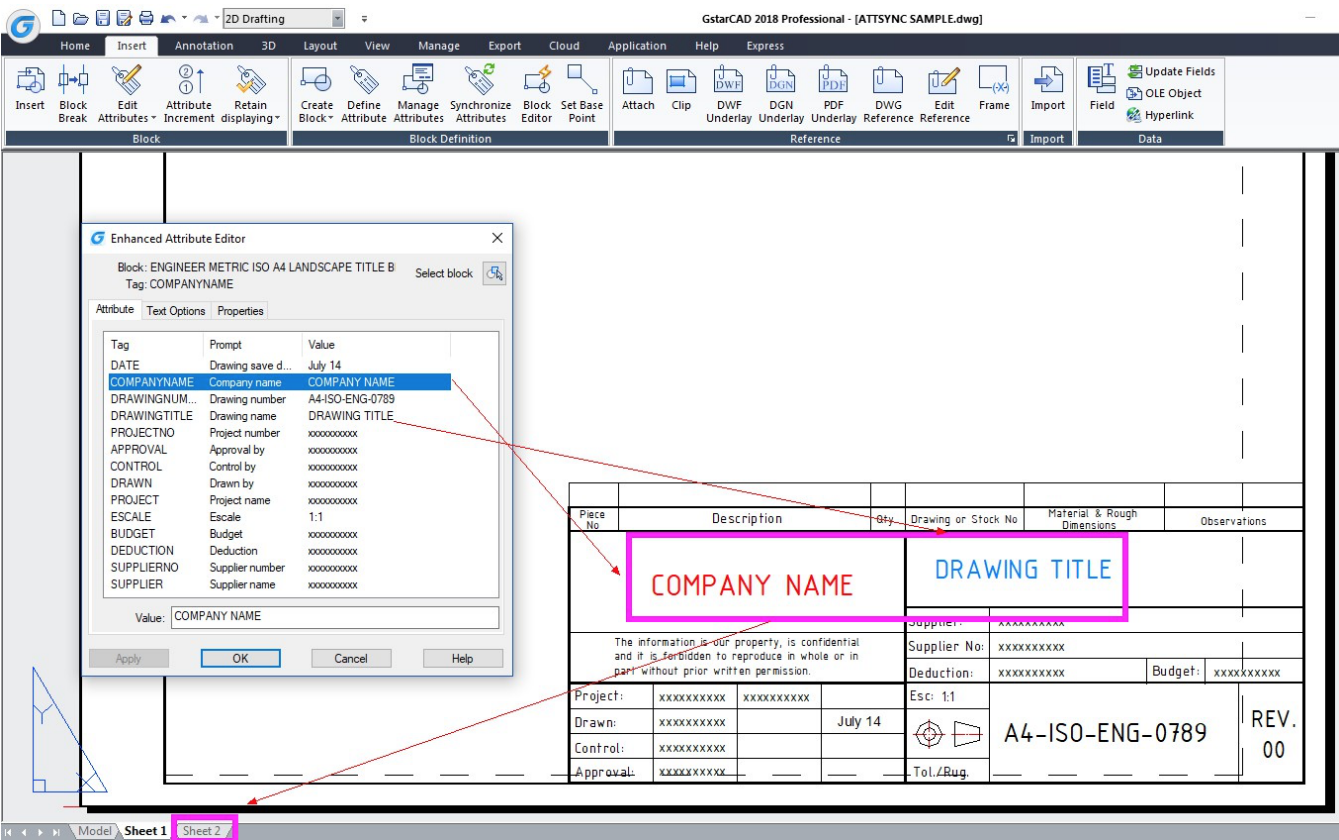 2D Drafting
GstarCAD 2018 Professional - [ATTSYNC SAMPLE.dwg]
Home Insert Annotation 3D Layout View Manage Export Cloud Application Help Express
Insert
Block Break
Edit Attributes
Attribute Increment
Retain displaying
Create Block
Define Attribute
Manage Attributes
Synchronize Attributes
Block Editor
Set Base Point
Attach
Clip
DWF
DWF Underlay
DGN
DGN Underlay
PDF
PDF Underlay
DWG Reference
Edit Reference
Frame
Import
Field
Update Fields
OLE Object
Hyperlink
Block
Block Definition
Reference
Import
Data
Enhanced Attribute Editor
Block: ENGINEER METRIC ISO A4 LANDSCAPE TITLE B
Tag: COMPANYNAME
Select block
Attribute Text Options Properties
Tag Prompt Value
DATE Drawing save d... July 14
COMPANYNAME Company name COMPANY NAME
DRAWINGNUM... Drawing number A4-ISO-ENG-0789
DRAWINGTITLE Drawing name DRAWING TITLE
PROJECTNO Project number xxxxxxxxxx
APPROVAL Approval by xxxxxxxxxx
CONTROL Control by xxxxxxxxxx
DRAWN Drawn by xxxxxxxxxx
PROJECT Project name xxxxxxxxxx
ESCALE Escale 1:1
BUDGET Budget xxxxxxxxxx
DEDUCTION Deduction xxxxxxxxxx
SUPPLIERNO Supplier number xxxxxxxxxx
SUPPLIER Supplier name xxxxxxxxxx
Value: COMPANY NAME
Apply OK Cancel Help
Piece No
Description
Qty
Drawing or Stock No
Material & Rough Dimensions
Observations
COMPANY NAME
DRAWING TITLE
The information is our property, is confidential
and it is forbidden to reproduce in whole or in
part without prior written permission.
Supplier: xxxxxxxxxx
Supplier No: xxxxxxxxxx
Deduction: xxxxxxxxxx Budget: xxxxxxxxxx
Project: xxxxxxxxxx xxxxxxxxxx
Esc: 1:1
Drawn: xxxxxxxxxx July 14
Control: xxxxxxxxxx
Approval: xxxxxxxxxx
Tol./Rug.
A4-ISO-ENG-0789
REV.
00
Model Sheet 1 Sheet 2